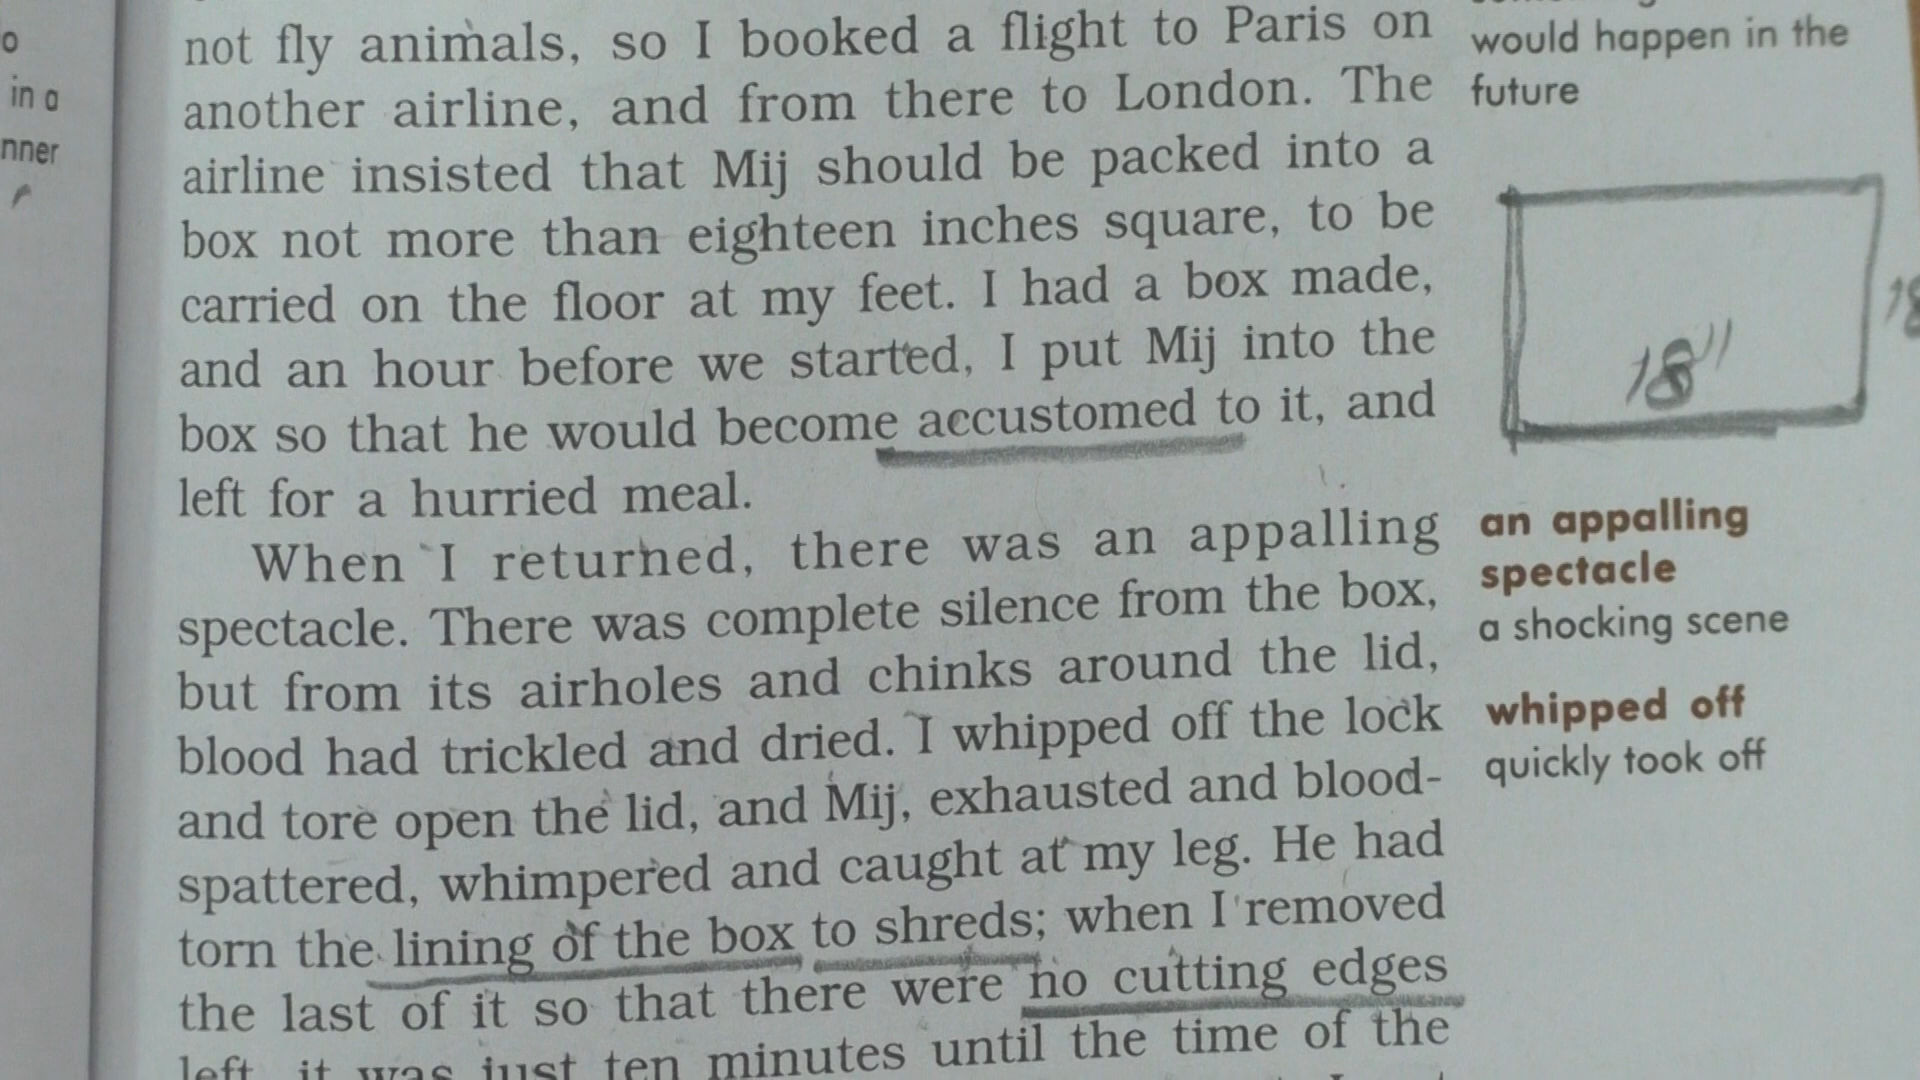 not fly animals, so I booked a flight to Paris on
another airline, and from there to London. The
airline insisted that Mij should be packed into a
box not more than eighteen inches square, to be
carried on the floor at my feet. I had a box made,
and an hour before we started, I put Mij into the
box so that he would become accustomed to it, and
left for a hurried meal.
When I returned, there was an appalling
spectacle. There was complete silence from the box,
but from its airholes and chinks around the lid,
blood had trickled and dried. I whipped off the lock
and tore open the lid, and Mij, exhausted and blood-
spattered, whimpered and caught at my leg. He had
torn the lining of the box to shreds; when I removed
the last of it so that there were no cutting edges
left, it was just ten minutes until the time of the
would happen in the
future
18"
18
an appalling
spectacle
a shocking scene
whipped off
quickly took off
in a